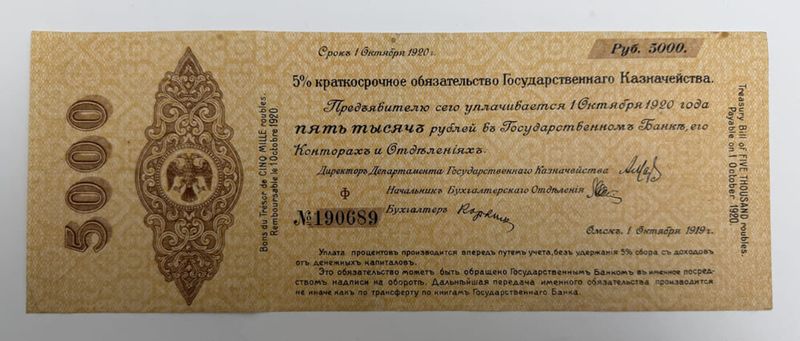 5000
Bons du Trésor de CINQ MILLE roubles.
Remboursable le 1 Octobre 1920.
Срокъ 1 Октября 1920 г.
Руб. 5000.
5% краткосрочное обязательство Государственнаго Казначейства.
Предъявителю сего уплачивается 1 Октября 1920 года
пять тысячъ рублей въ Государственномъ Банкѣ, его
Конторахъ и Отдѣленіяхъ.
Директоръ Департамента Государственнаго Казначейства
Ф Начальникъ Бухгалтерскаго Отдѣленія
№190689 Бухгалтеръ
Омскъ, 1 Октября 1919 г.
Уплата процентовъ производится впередъ путемъ учета, безъ удержанія 5% сбора съ доходовъ
отъ денежныхъ капиталовъ.
Это обязательство можетъ быть обращено Государственнымъ Банкомъ въ именное посред-
ствомъ надписи на оборотѣ. Дальнѣйшая передача именного обязательства производится
не иначе какъ по трансферту по книгамъ Государственнаго Банка.
Treasury Bill of FIVE THOUSAND roubles.
Payable on 1 October 1920.